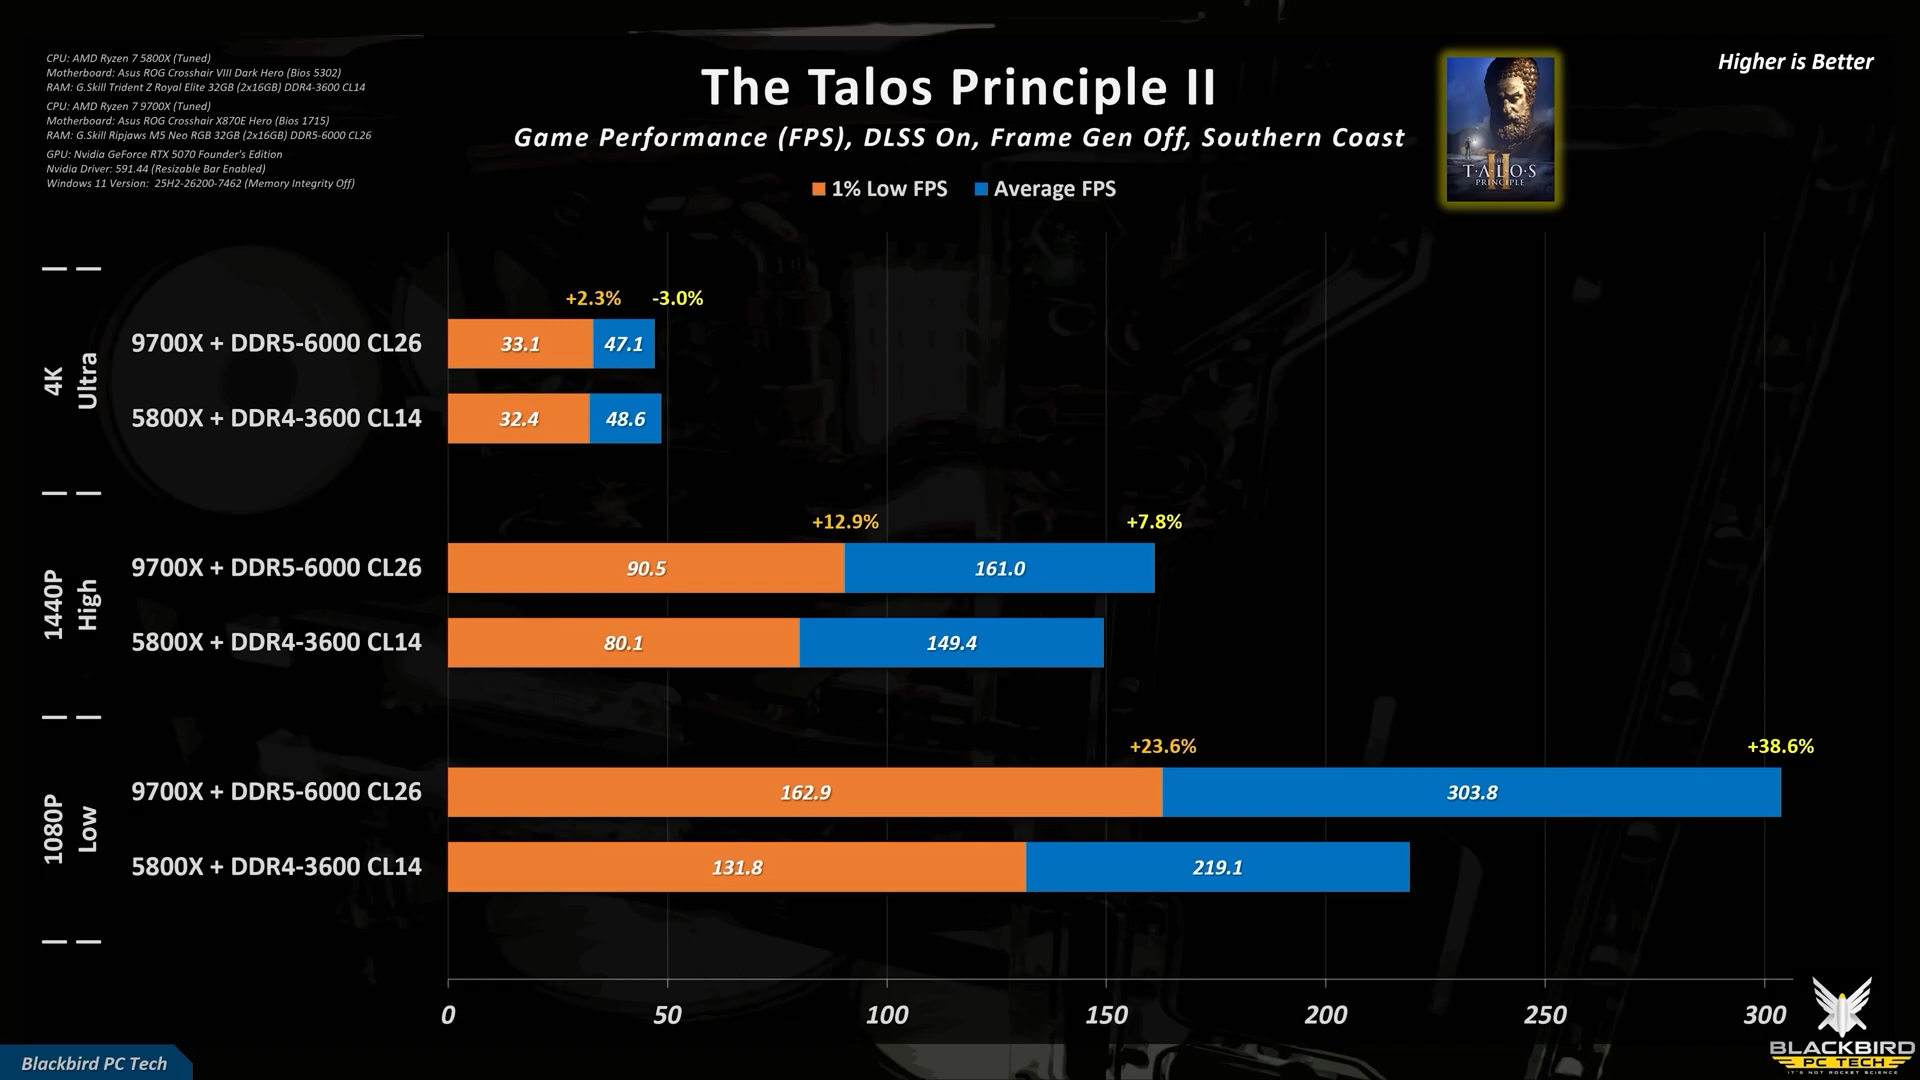 CPU: AMD Ryzen 7 5800X (Tuned)
Motherboard: Asus ROG Crosshair VIII Dark Hero (Bios 5302)
RAM: G.Skill Trident Z Royal Elite 32GB (2x16GB) DDR4-3600 CL14
CPU: AMD Ryzen 7 9700X (Tuned)
Motherboard: Asus ROG Crosshair X870E Hero (Bios 1715)
RAM: G.Skill Ripjaws M5 Neo RGB 32GB (2x16GB) DDR5-6000 CL26
GPU: Nvidia GeForce RTX 5070 Founder's Edition
Nvidia Driver: 591.44 (Resizable Bar Enabled)
Windows 11 Version: 25H2-26200-7462 (Memory Integrity Off)
The Talos Principle II
Game Performance (FPS), DLSS On, Frame Gen Off, Southern Coast
1% Low FPS Average FPS
THE
TALOS
II
PRINCIPLE
Higher is Better
4K
Ultra
+2.3% -3.0%
9700X + DDR5-6000 CL26 33.1 47.1
5800X + DDR4-3600 CL14 32.4 48.6
1440P
High
+12.9% +7.8%
9700X + DDR5-6000 CL26 90.5 161.0
5800X + DDR4-3600 CL14 80.1 149.4
1080P
Low
+23.6% +38.6%
9700X + DDR5-6000 CL26 162.9 303.8
5800X + DDR4-3600 CL14 131.8 219.1
0 50 100 150 200 250 300
Blackbird PC Tech
BLACKBIRD
PC TECH
IT'S NOT ROCKET SCIENCE